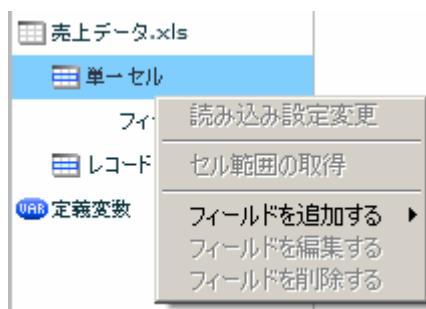 売上データ.xls
単一セル
フィー
読み込み設定変更
レコード
セル範囲の取得
VAR 定義変数
フィールドを追加する
フィールドを編集する
フィールドを削除する